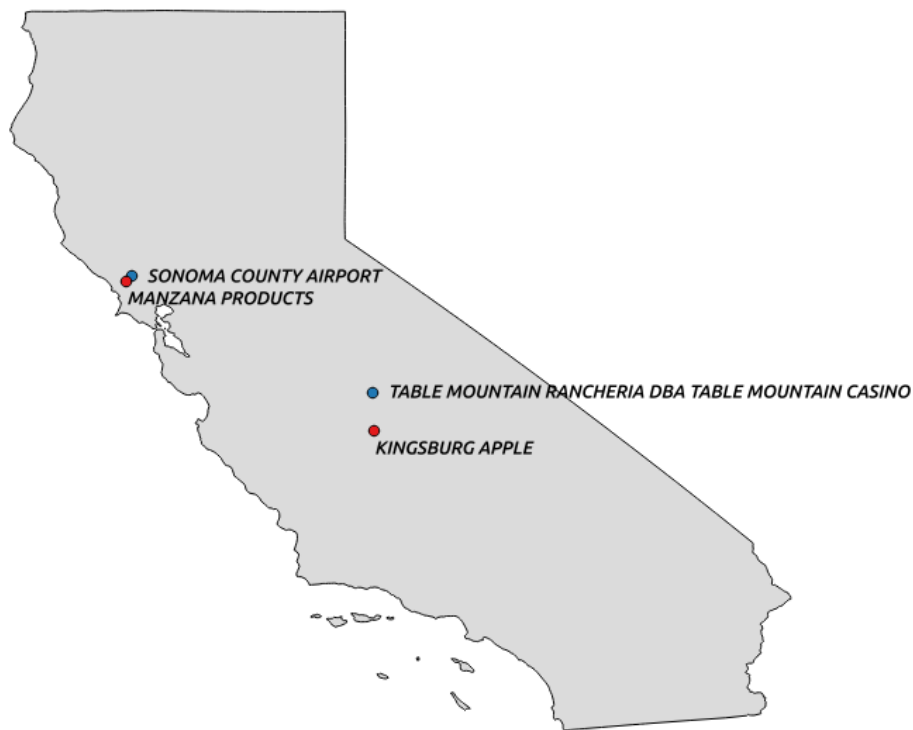 SONOMA COUNTY AIRPORT
MANZANA PRODUCTS
TABLE MOUNTAIN RANCHERIA DBA TABLE MOUNTAIN CASINO
KINGSBURG APPLE